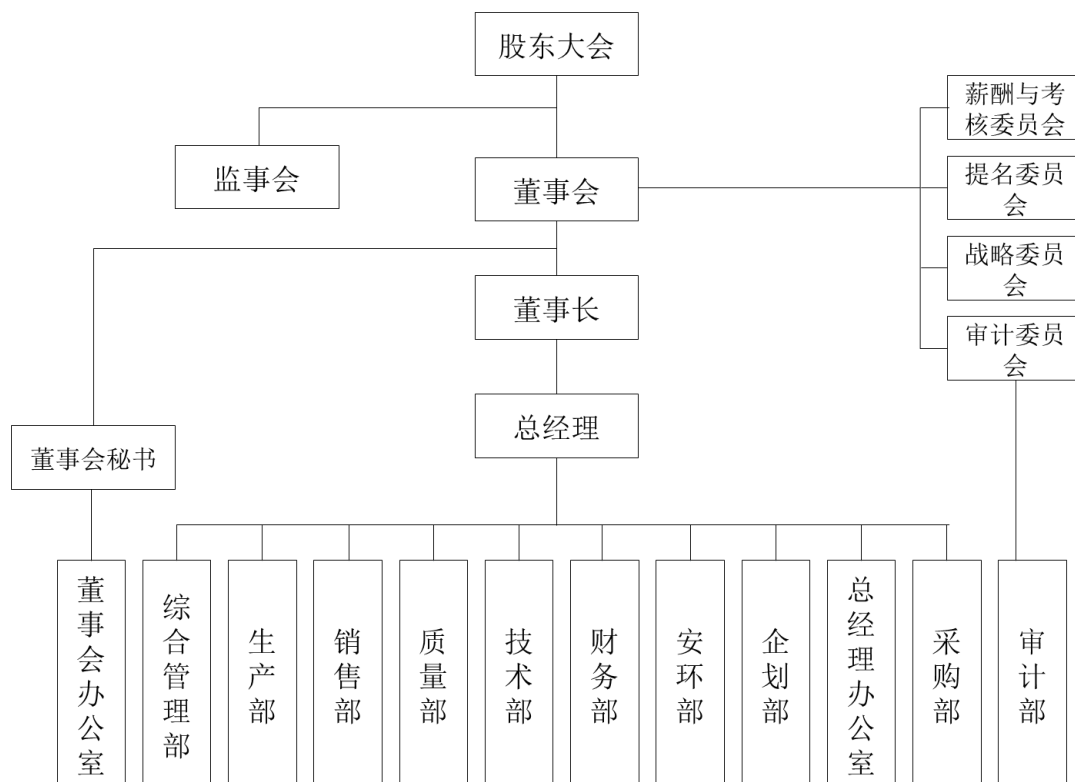 股东大会
薪酬与考
核委员会
监事会
董事会
提名委员
会
战略委员
会
董事长
审计委员
会
总经理
董事会秘书
董事会办公室
综合管理部
生产部
销售部
质量部
技术部
财务部
安环部
企划部
总经理办公室
采购部
审计部